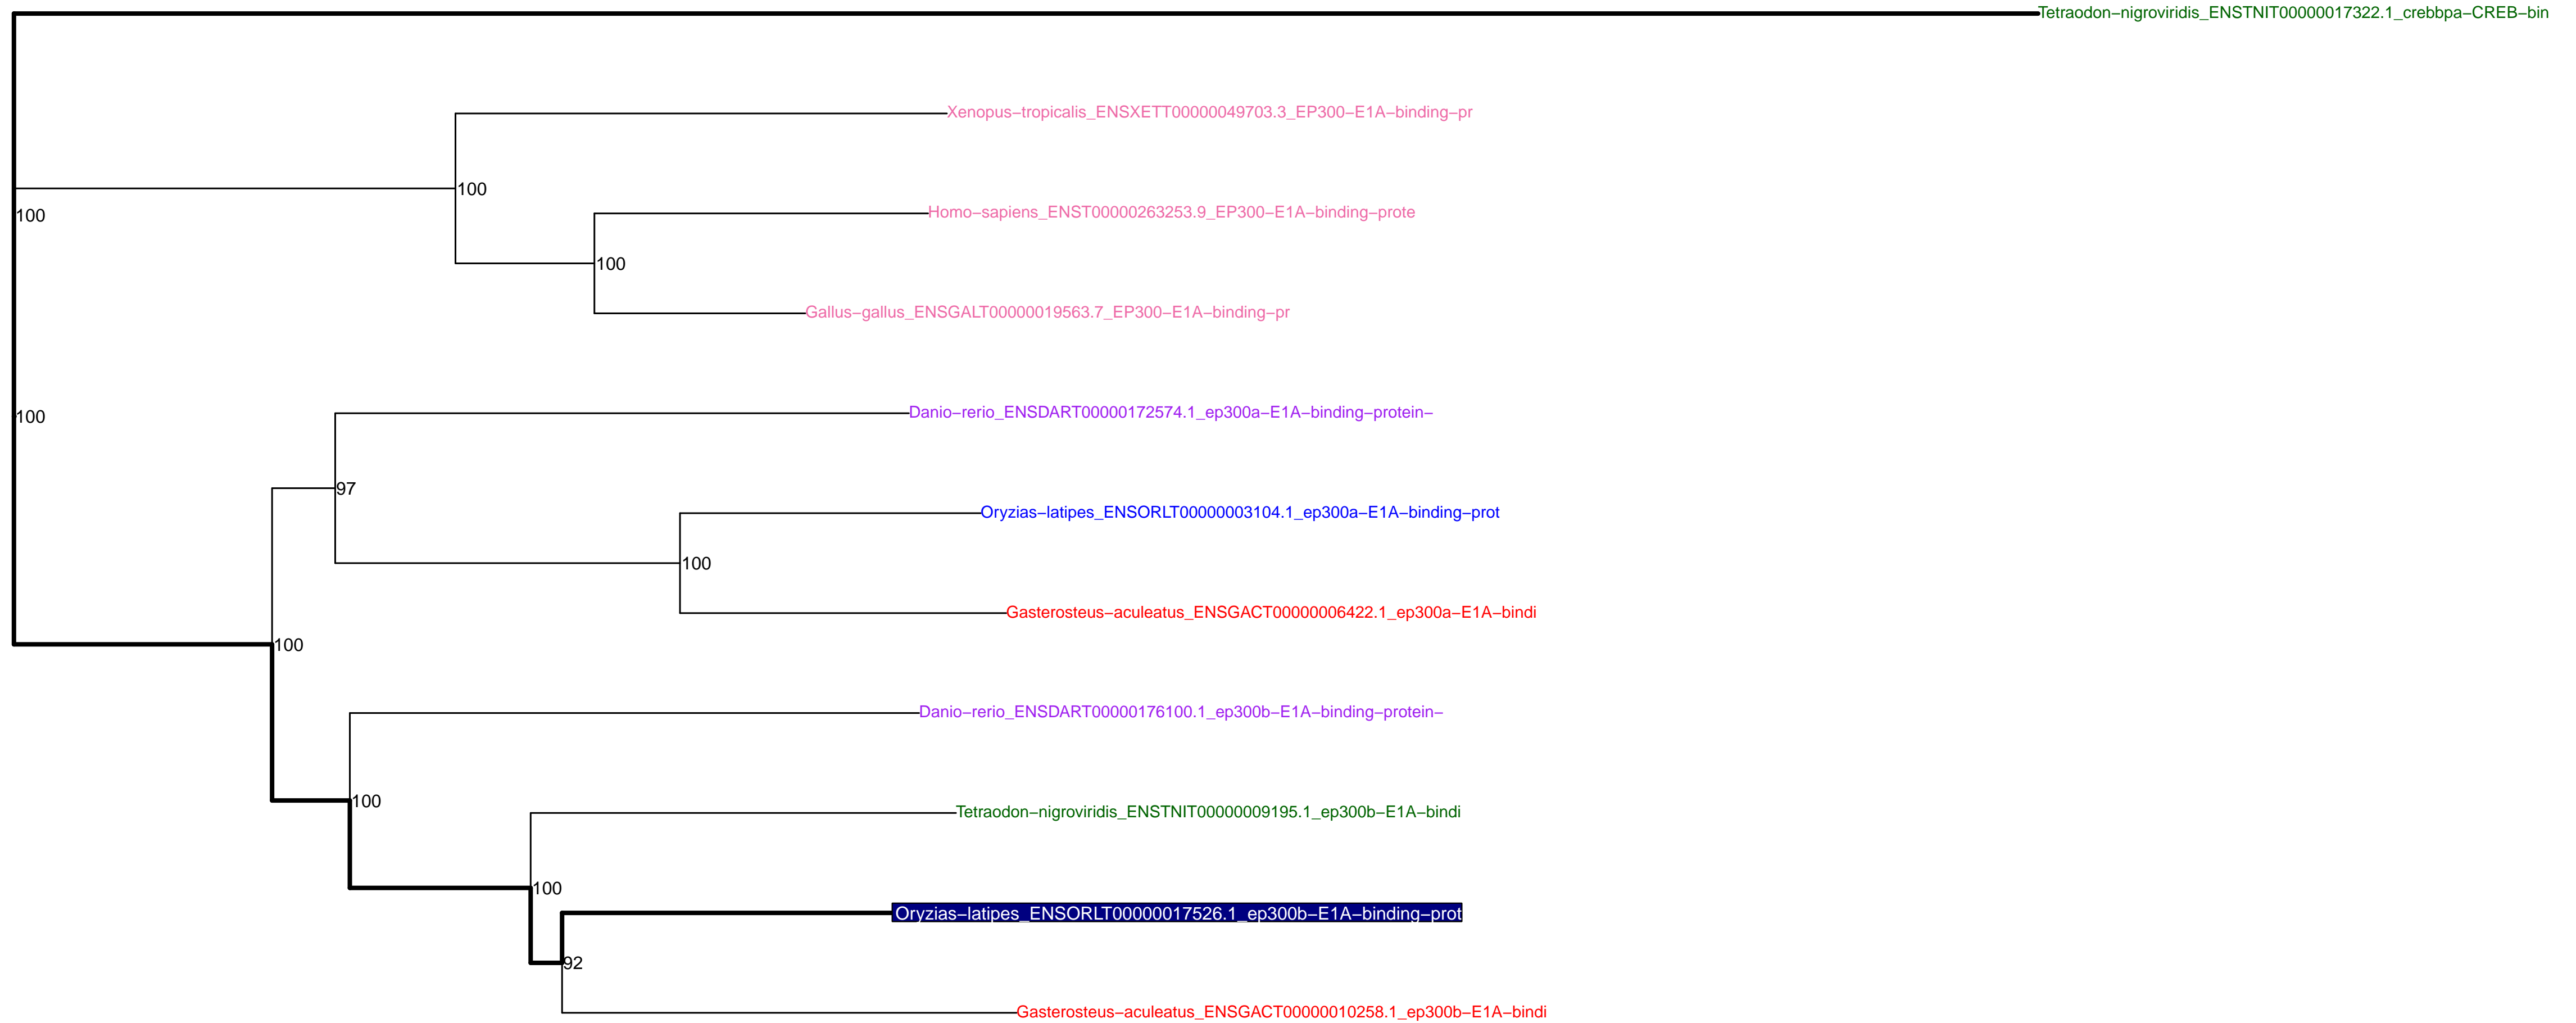 Tetraodon−nigroviridis_ENSTNIT00000017322.1_crebbpa−CREB−bin
Xenopus−tropicalis_ENSXETT00000049703.3_EP300−E1A−binding−pr
100
Homo−sapiens_ENST00000263253.9_EP300−E1A−binding−prote
100
100
Gallus−gallus_ENSGALT00000019563.7_EP300−E1A−binding−pr
Danio−rerio_ENSDART00000172574.1_ep300a−E1A−binding−protein−
100
97
Oryzias−latipes_ENSORLT00000003104.1_ep300a−E1A−binding−prot
100
Gasterosteus−aculeatus_ENSGACT00000006422.1_ep300a−E1A−bindi
100
Danio−rerio_ENSDART00000176100.1_ep300b−E1A−binding−protein−
100
Tetraodon−nigroviridis_ENSTNIT00000009195.1_ep300b−E1A−bindi
100
Oryzias−latipes_ENSORLT00000017526.1_ep300b−E1A−binding−prot
92
Gasterosteus−aculeatus_ENSGACT00000010258.1_ep300b−E1A−bindi